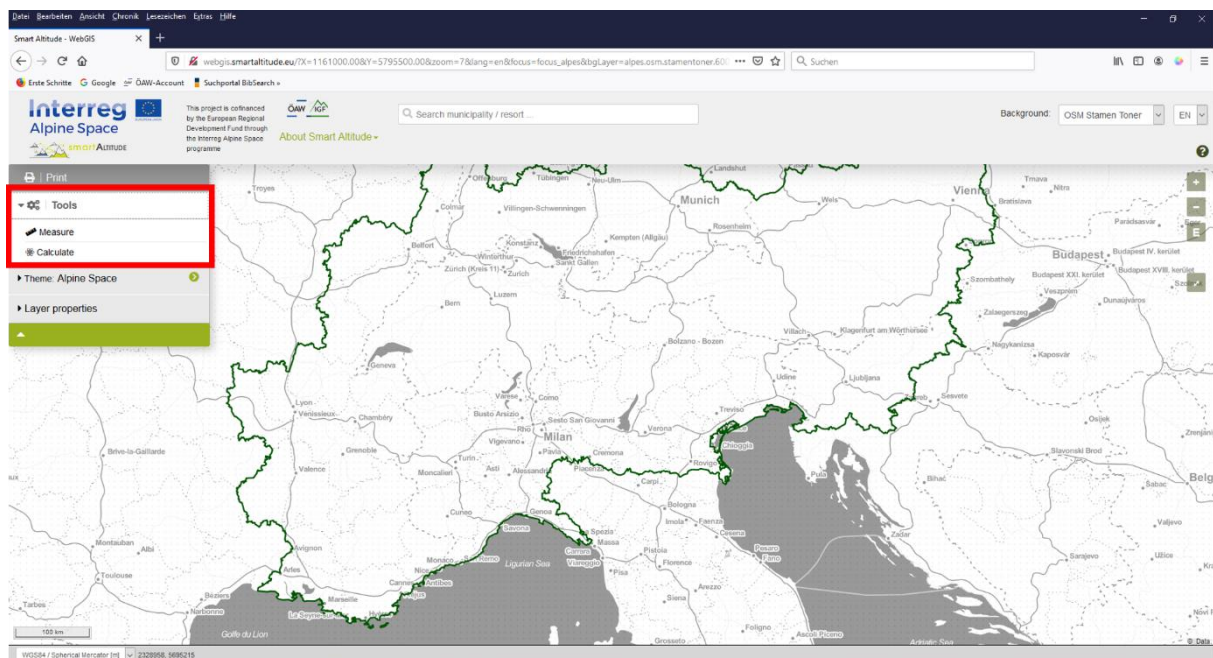 Datei Bearbeiten Ansicht Chronik Lesezeichen Extras Hilfe
Smart Altitude - WebGIS
webgis.smartaltitude.eu/?X=1161000.00&Y=5795500.00&zoom=7&lang=en&focus=focus_alpes&bgLayer=alpes.osm.stamentoner.600
Suchen
Erste Schritte Google ÖAW-Account Suchportal BibSearch »
Interreg
Alpine Space
smartALTITUDE
This project is cofinanced
by the European Regional
Development Fund through
the Interreg Alpine Space
programme
ÖAW IGF
About Smart Altitude
Search municipality / resort ...
Background: OSM Stamen Toner EN
Print
Tools
Measure
Calculate
Theme: Alpine Space
Layer properties
Troyes
Offenburg
Tübingen
Neu-Ulm
Landshut
Trnava
Nitra
Colmar
Villingen-Schwenningen
Munich
Wels
Vienna
Bratislava
Rosenheim
Parádsasvár
Belfort
Konstanz
Kempten (Allgäu)
Friedrichshafen
Winterthur
Sankt Gallen
Zürich (Kreis 11)
Zurich
Budapest
Budapest IV. kerület
Budapest XXI. kerület
Budapest XVIII. kerület
Szombathely
Veszprém
Dunaújváros
Luzern
Bern
Zalaegerszeg
Villach
Klagenfurt am Wörthersee
Bolzano - Bozen
Nagykanizsa
Kaposvár
Geneva
Udine
Ljubljana
Lyon
Venissieux
Chambéry
Varese
Como
Busto Arsizio
Sesto San Giovanni
Rho
Milan
Vigevano
Treviso
Verona
Zagreb
Sesvete
Osijek
Brive-la-Gaillarde
Grenoble
Turin
Pavia
Cremona
Chioggia
Zrenjani
Valence
Moncalieri
Asti
Alessandria
Piacenza
Rovigo
Slavonski Brod
Carpi
Pula
Bihać
Šabac
Belg
Cuneo
Genoa
Savona
Bologna
Imola
Faenza
Cesena
Valjevo
La Spezia
Massa
Carrara
Viareggio
Pistoia
Florence
Pesaro
Fano
Zadar
Montauban
Albi
Avignon
Monaco
San Remo
Ligurian Sea
Sarajevo
Užice
Toulouse
Arles
Nice
Cannes
Antibes
Pisa
Arezzo
Siena
Béziers
Marseille
Tarbes
Narbonne
Golfe du Lion
Foligno
Ascoli Piceno
Grosseto
Adriatic Sea
Novi
100 km
© Data
WGS84 / Spherical Mercator [m] 2328958, 5695215